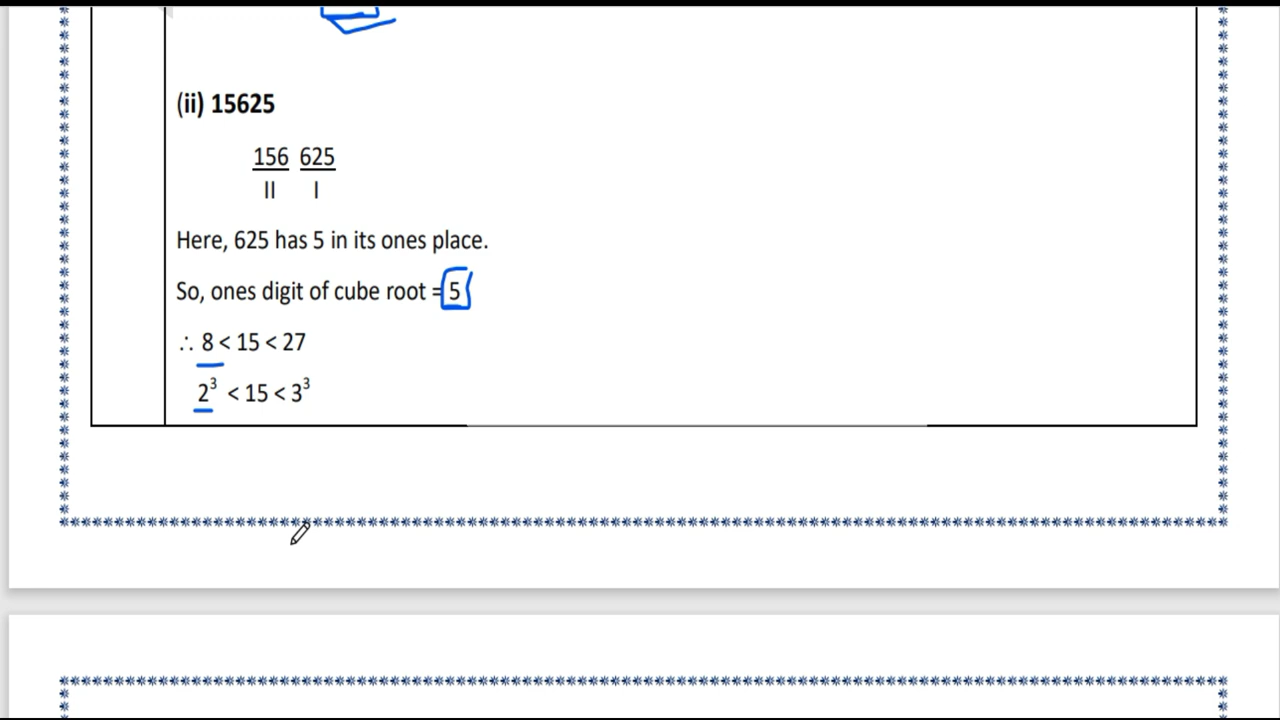 (ii) 15625
156 625
II I
Here, 625 has 5 in its ones place.
So, ones digit of cube root = 5
∴ 8 < 15 < 27
2³ < 15 < 3³